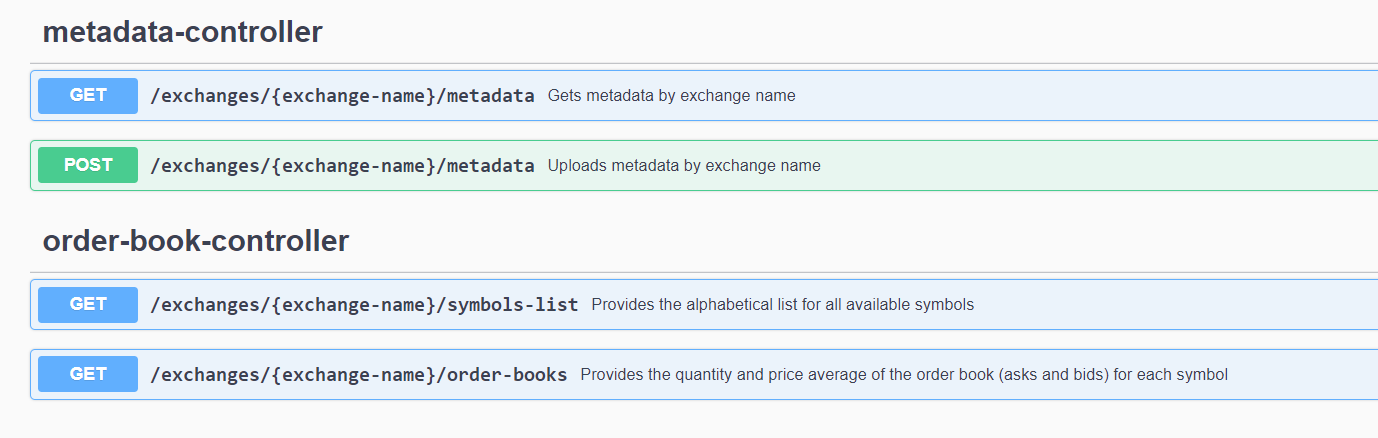 metadata-controller
GET /exchanges/{exchange-name}/metadata Gets metadata by exchange name
POST /exchanges/{exchange-name}/metadata Uploads metadata by exchange name
order-book-controller
GET /exchanges/{exchange-name}/symbols-list Provides the alphabetical list for all available symbols
GET /exchanges/{exchange-name}/order-books Provides the quantity and price average of the order book (asks and bids) for each symbol